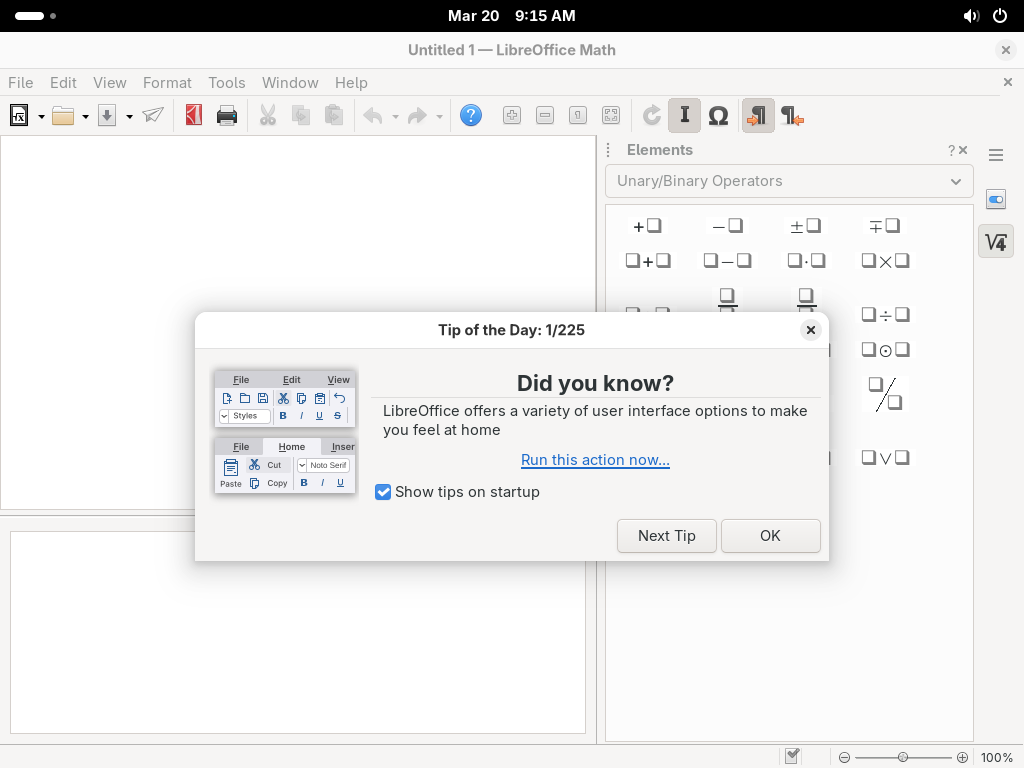 Mar 20 9:15 AM
Untitled 1 — LibreOffice Math
File Edit View Format Tools Window Help
Elements
Unary/Binary Operators
Tip of the Day: 1/225
File Edit View
Styles B I U S
File Home Inser
Cut Noto Serif
Paste Copy B I U
Did you know?
LibreOffice offers a variety of user interface options to make
you feel at home
Run this action now...
Show tips on startup
Next Tip OK
100%